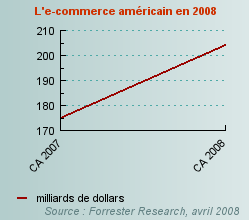 L'e-commerce américain en 2008
210
200
190
180
170
CA 2007
CA 2008
milliards de dollars
Source : Forrester Research, avril 2008